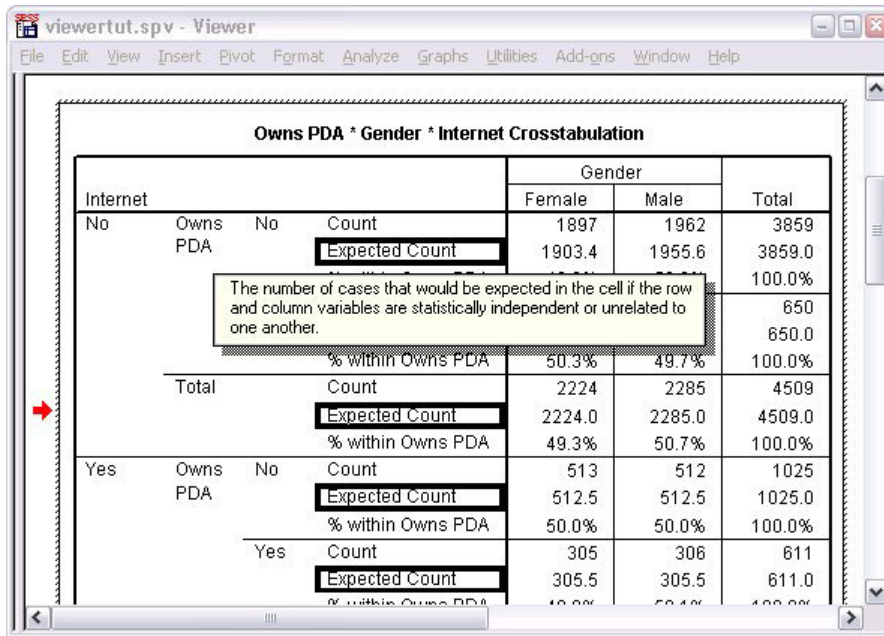 viewertut.spv - Viewer
File Edit View Insert Pivot Format Analyze Graphs Utilities Add-ons Window Help
Owns PDA * Gender * Internet Crosstabulation
Gender
Internet Female Male Total
No Owns PDA No Count 1897 1962 3859
Expected Count 1903.4 1955.6 3859.0
100.0%
The number of cases that would be expected in the cell if the row
and column variables are statistically independent or unrelated to
one another.
650
650.0
% within Owns PDA 50.3% 49.7% 100.0%
Total Count 2224 2285 4509
Expected Count 2224.0 2285.0 4509.0
% within Owns PDA 49.3% 50.7% 100.0%
Yes Owns PDA No Count 513 512 1025
Expected Count 512.5 512.5 1025.0
% within Owns PDA 50.0% 50.0% 100.0%
Yes Count 305 306 611
Expected Count 305.5 305.5 611.0